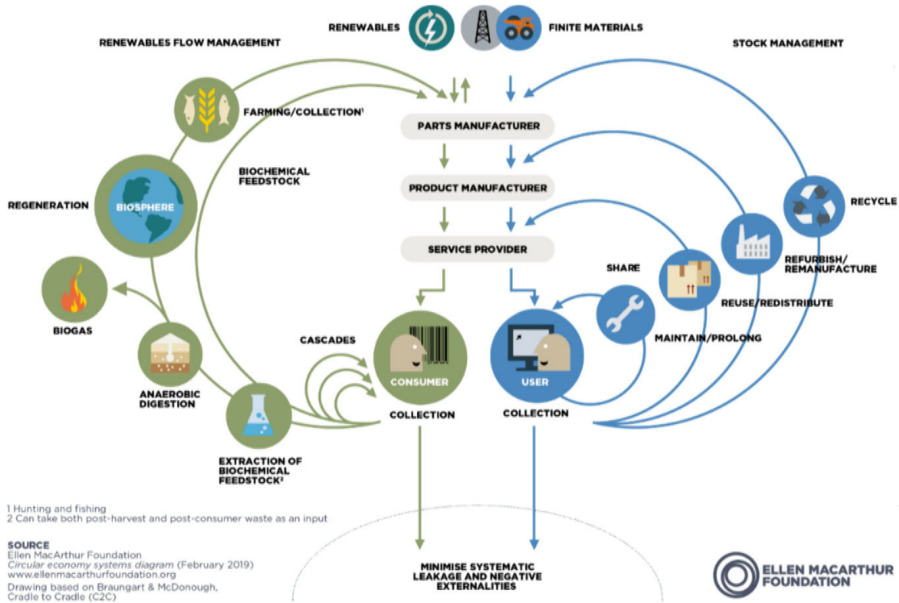 RENEWABLES
FINITE MATERIALS
RENEWABLES FLOW MANAGEMENT
STOCK MANAGEMENT
FARMING/COLLECTION¹
PARTS MANUFACTURER
BIOCHEMICAL
FEEDSTOCK
PRODUCT MANUFACTURER
REGENERATION
BIOSPHERE
RECYCLE
SERVICE PROVIDER
SHARE
REFURBISH/
REMANUFACTURE
REUSE/REDISTRIBUTE
BIOGAS
MAINTAIN/PROLONG
CASCADES
CONSUMER
USER
ANAEROBIC
DIGESTION
COLLECTION
COLLECTION
EXTRACTION OF
BIOCHEMICAL
FEEDSTOCK²
1 Hunting and fishing
2 Can take both post-harvest and post-consumer waste as an input
SOURCE
Ellen MacArthur Foundation
Circular economy systems diagram (February 2019)
www.ellenmacarthurfoundation.org
Drawing based on Braungart & McDonough,
Cradle to Cradle (C2C)
MINIMISE SYSTEMATIC
LEAKAGE AND NEGATIVE
EXTERNALITIES
ELLEN MACARTHUR
FOUNDATION